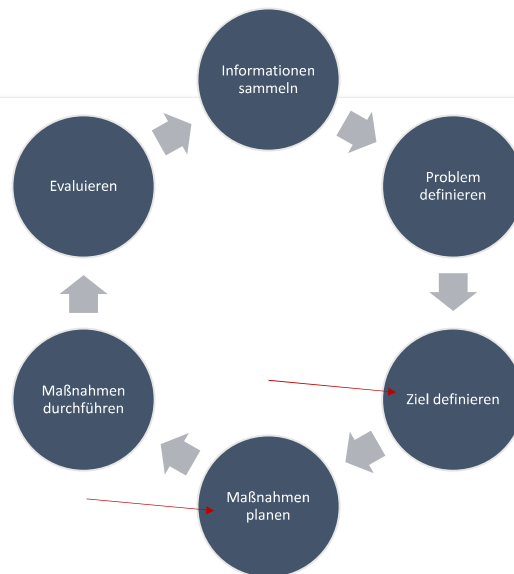 Informationen
sammeln
Problem
definieren
Ziel definieren
Maßnahmen
planen
Maßnahmen
durchführen
Evaluieren